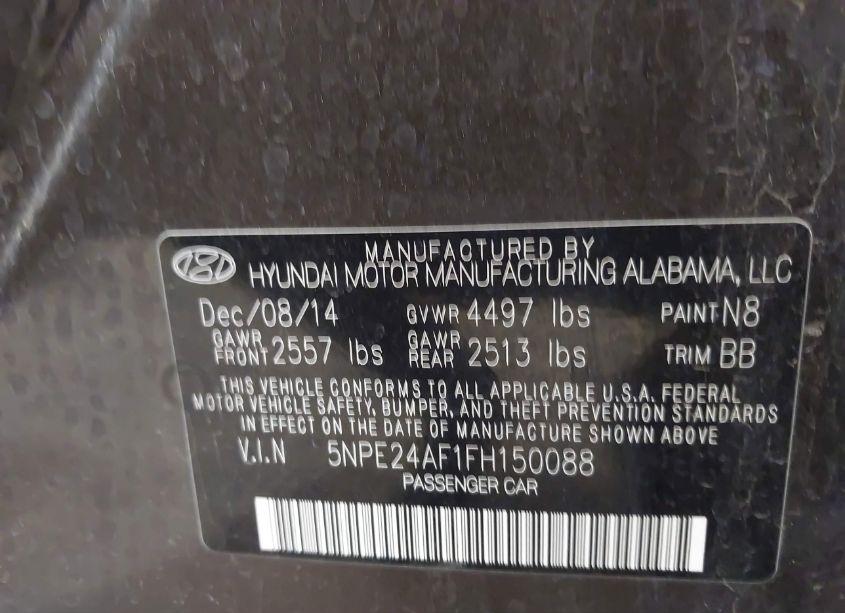 MANUFACTURED BY
HYUNDAI MOTOR MANUFACTURING ALABAMA, LLC
Dec/08/14 GVWR 4497 lbs PAINT N8
GAWR FRONT 2557 lbs GAWR REAR 2513 lbs TRIM BB
THIS VEHICLE CONFORMS TO ALL APPLICABLE U.S.A. FEDERAL
MOTOR VEHICLE SAFETY, BUMPER, AND THEFT PREVENTION STANDARDS
IN EFFECT ON THE DATE OF MANUFACTURE SHOWN ABOVE
V.I.N 5NPE24AF1FH150088
PASSENGER CAR